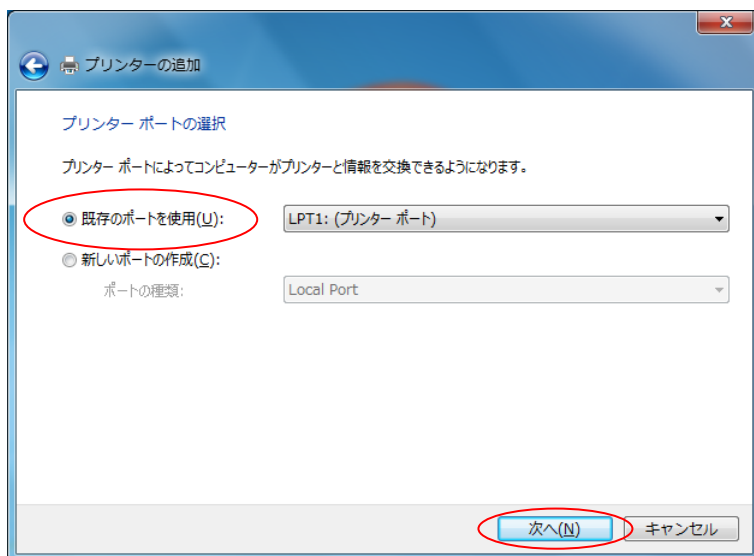 プリンターの追加
プリンター ポートの選択
プリンター ポートによってコンピューターがプリンターと情報を交換できるようになります。
既存のポートを使用(U): LPT1: (プリンター ポート)
新しいポートの作成(C):
ポートの種類: Local Port
次へ(N) キャンセル